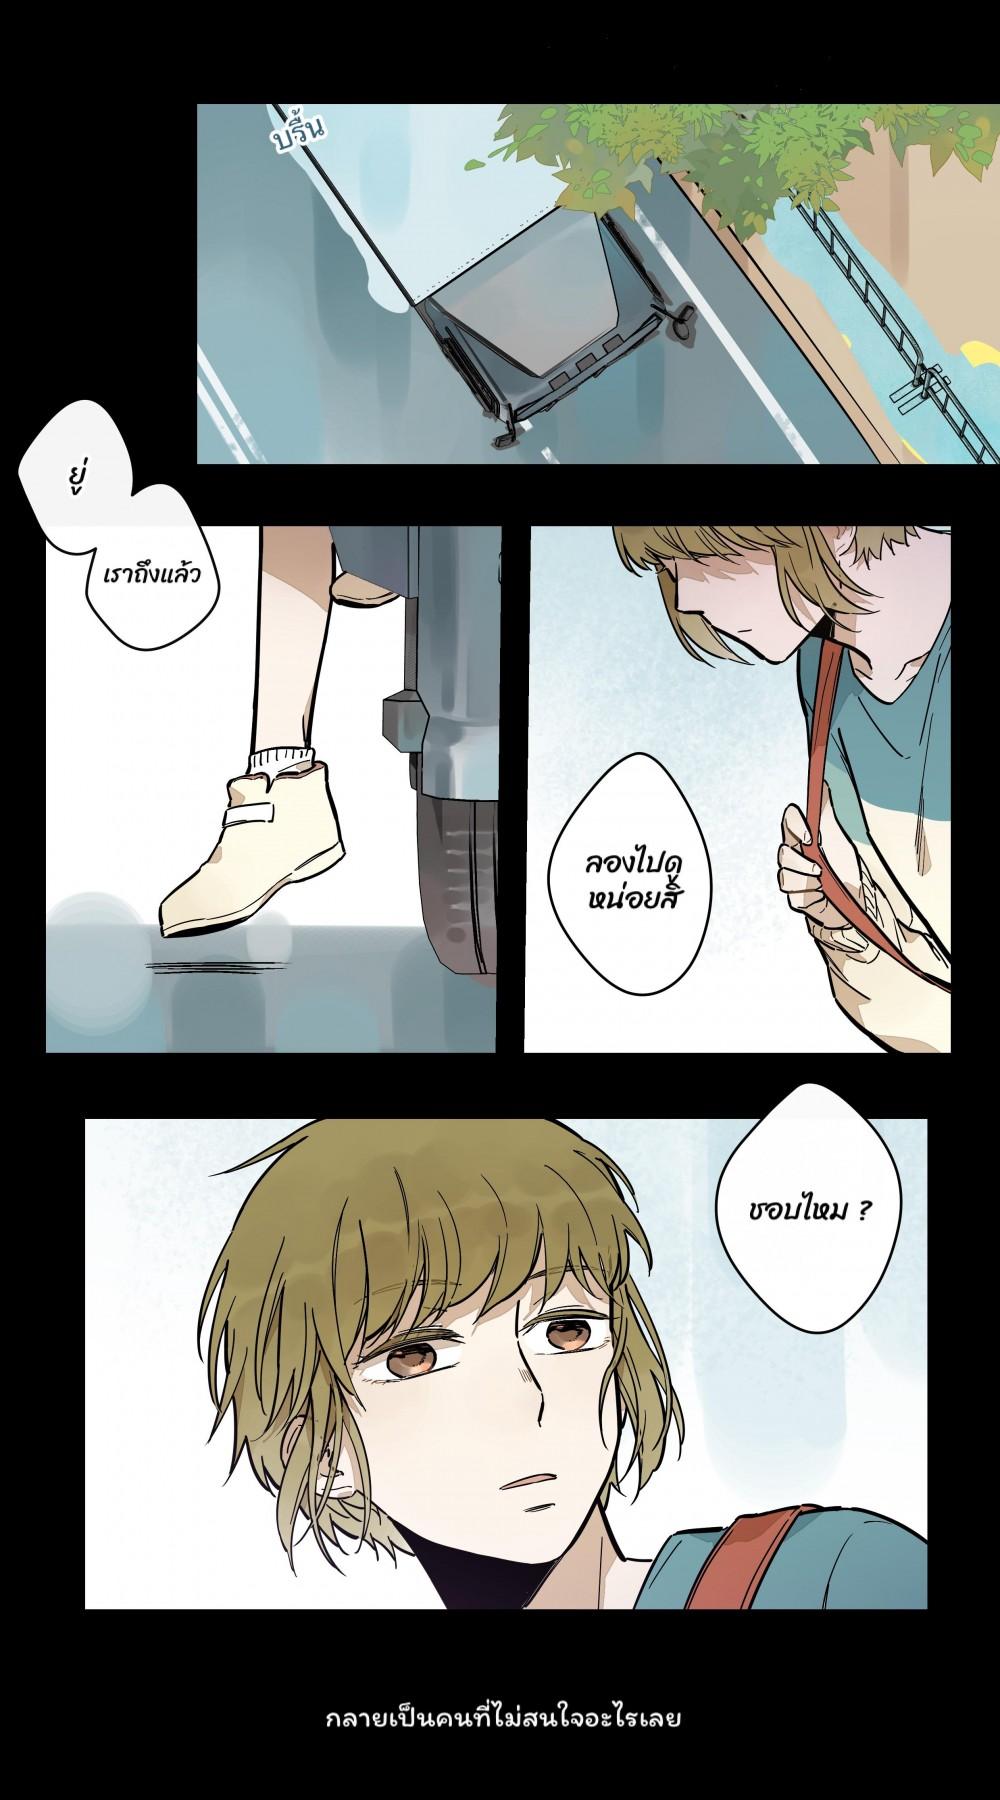 บรื้น
ยู่
เราถึงแล้ว
ลองไปดู
หน่อยสิ
ชอบไหม ?
กลายเป็นคนที่ไม่สนใจอะไรเลย